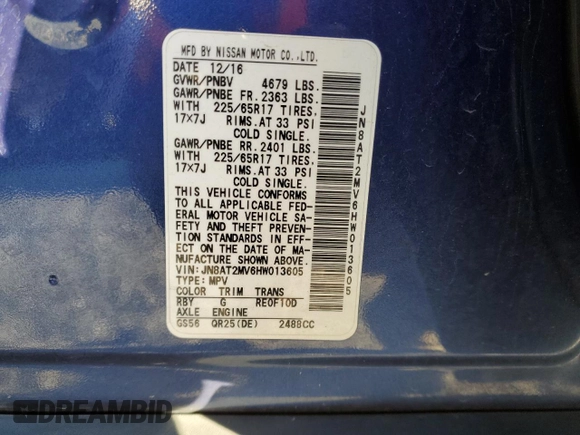 MFD BY NISSAN MOTOR CO.,LTD.
DATE 12/16
GVWR/PNBV 4679 LBS.
GAWR/PNBE FR. 2363 LBS.
WITH 225/65R17 TIRES,
17×7J RIMS.AT 33 PSI
COLD SINGLE.
GAWR/PNBE RR. 2401 LBS.
WITH 225/65R17 TIRES,
17×7J RIMS.AT 33 PSI
COLD SINGLE.
THIS VEHICLE CONFORMS
TO ALL APPLICABLE FED-
ERAL MOTOR VEHICLE SA-
FETY AND THEFT PREVEN-
TION STANDARDS IN EFF-
ECT ON THE DATE OF MA-
NUFACTURE SHOWN ABOVE.
VIN:JN8AT2MV6HW013605
TYPE:MPV
COLOR TRIM TRANS
RBY G RE0F10D
AXLE ENGINE
GS56 QR25(DE) 2488CC
JN8AT2MV6HW013605
DREAMBID